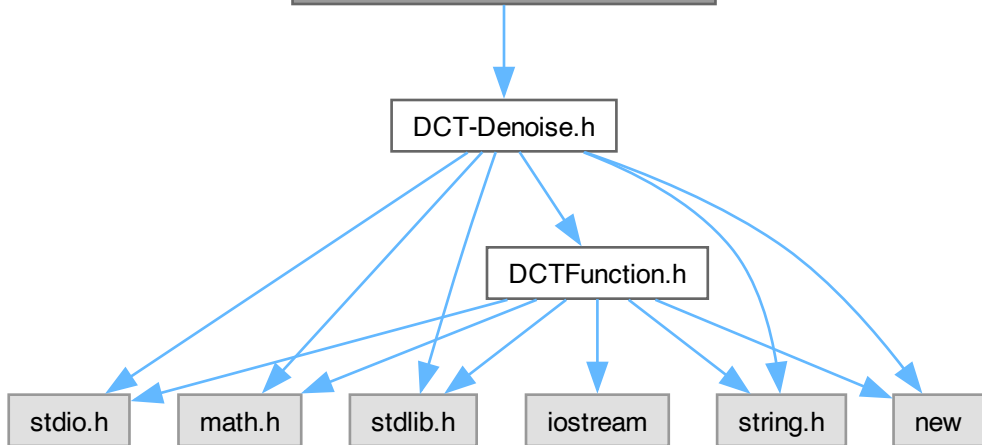 DCT-Denoise.h
DCTFunction.h
stdio.h
math.h
stdlib.h
iostream
string.h
new